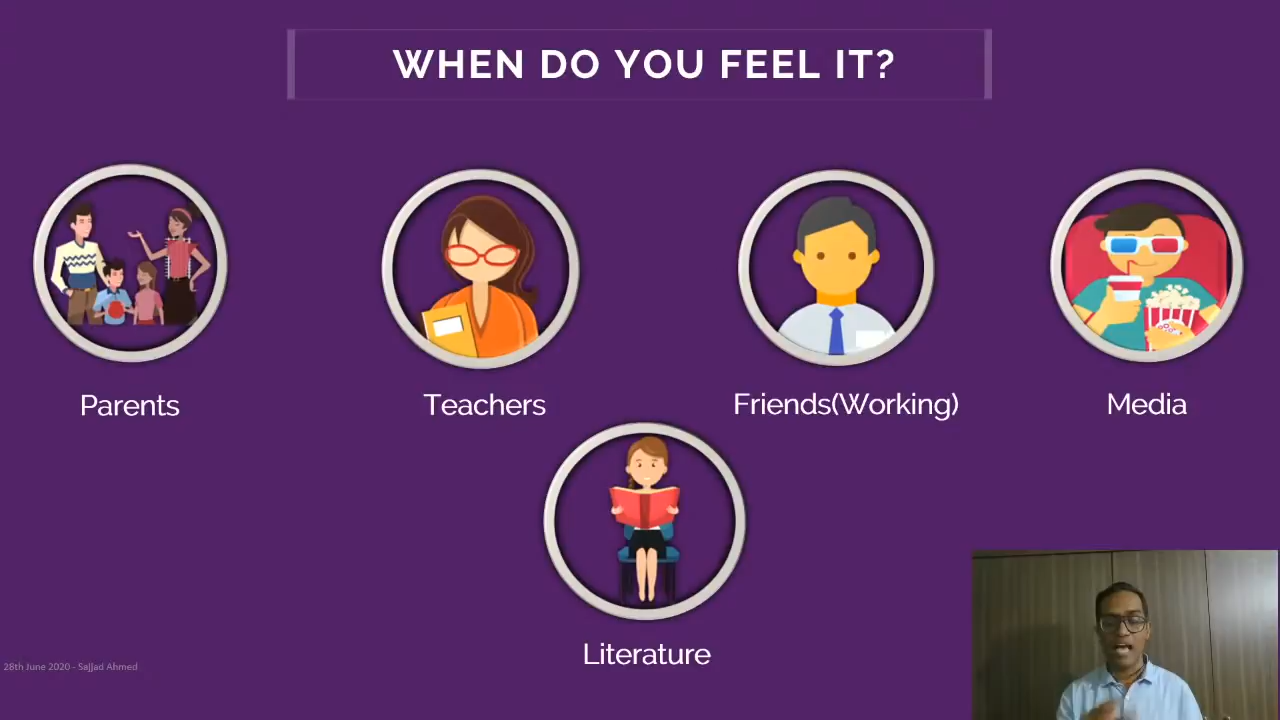 WHEN DO YOU FEEL IT?
Parents
Teachers
Friends(Working)
Media
Literature
28th June 2020 - Sajjad Ahmed